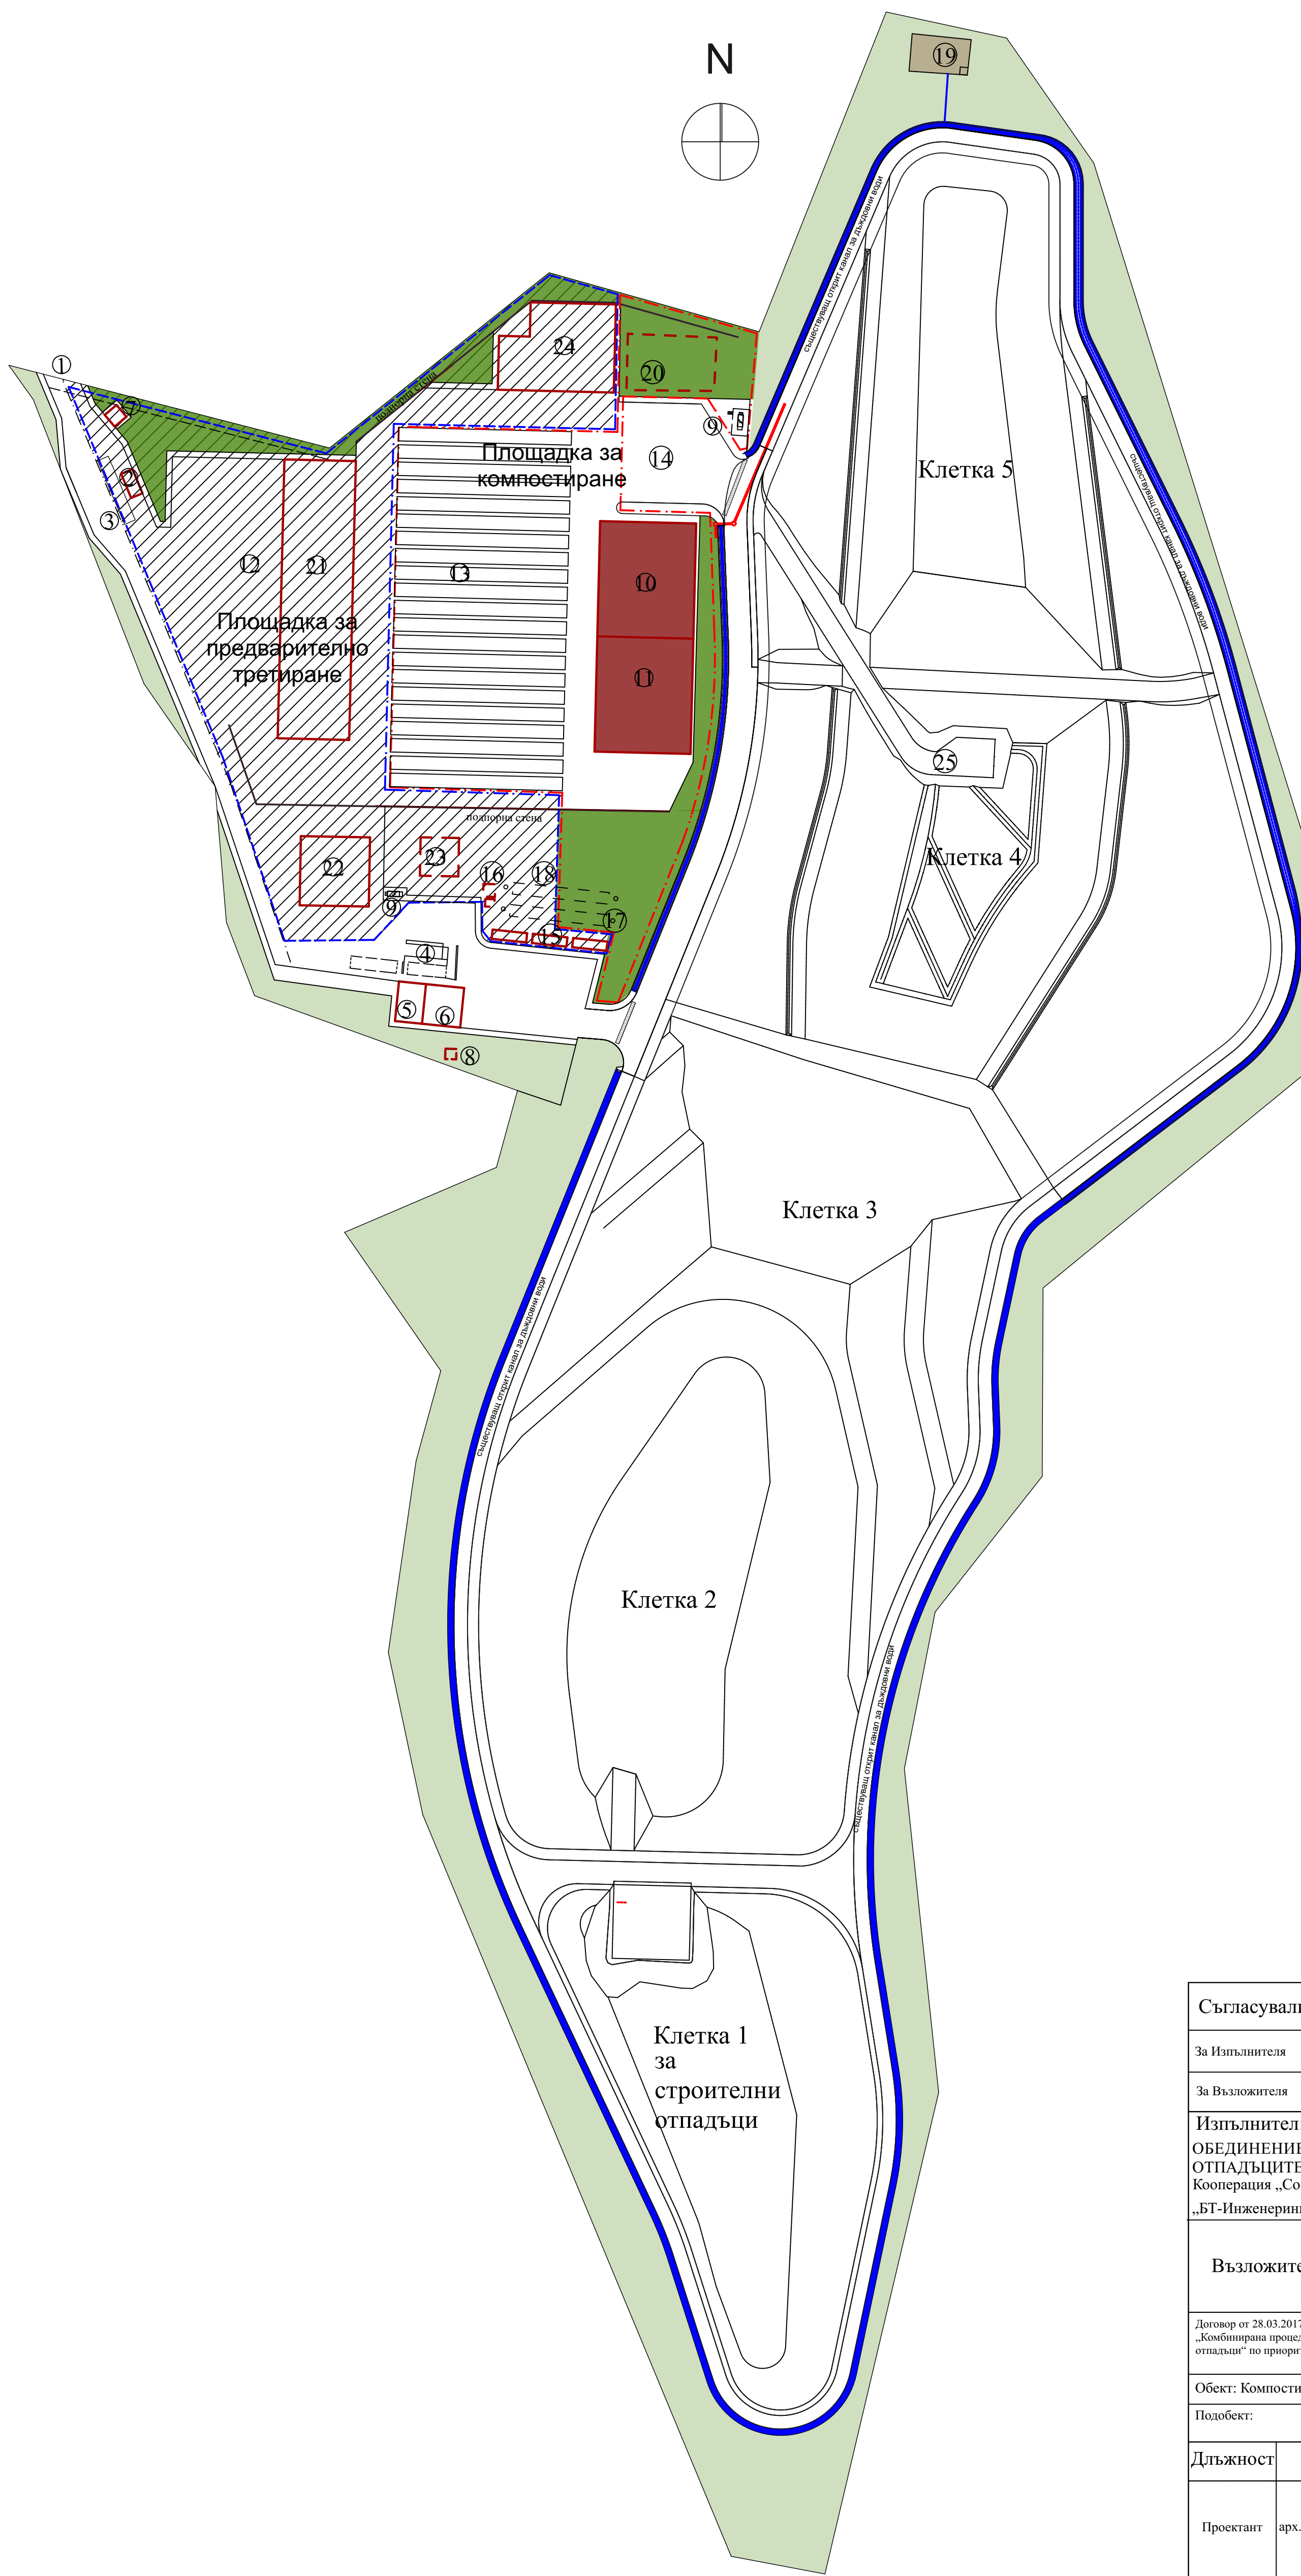 N
19
съществуващ открит канал за дъждовни води
24
20
1
7
подпорна стена
9
14
Площадка за
компостиране
Клетка 5
2
3
съществуващ открит канал за дъждовни води
12
21
13
10
Площадка за
предварително
третиране
11
25
подпорна стена
22
23
16
18
Клетка 4
9
17
15
4
5
6
8
Клетка 3
съществуващ открит канал за дъждовни води
Клетка 2
съществуващ открит канал за дъждовни води
Клетка 1
за
строителни
отпадъци
Съгласували
За Изпълнителя
За Възложителя
Изпълнител
ОБЕДИНЕНИЕ
ОТПАДЪЦИТЕ
Кооперация „Со
„БТ-Инженеринг
Възложите
Договор от 28.03.2017
„Комбинирана процед
отпадъци“ по приорит
Обект: Компости
Подобект:
Длъжност
Проектант
арх.